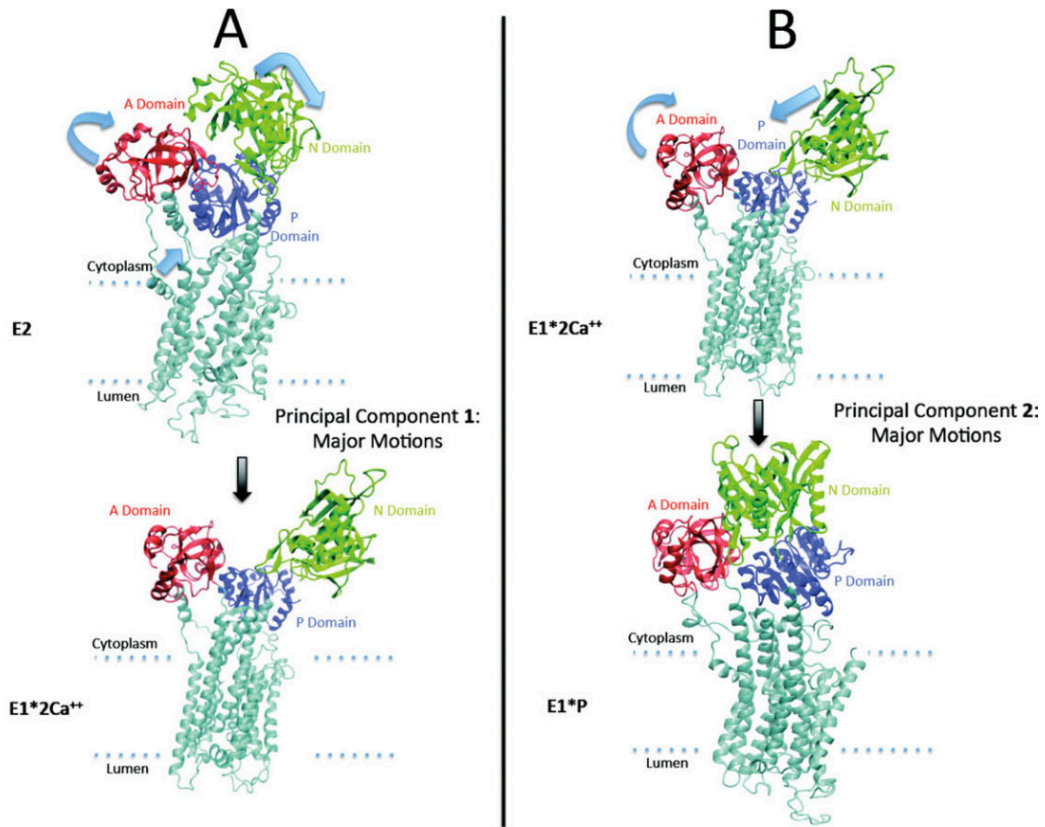 A
A Domain
N Domain
P
Domain
Cytoplasm
E2
Lumen
Principal Component 1:
Major Motions
A Domain
N Domain
P Domain
Cytoplasm
E1*2Ca++
Lumen
B
A Domain
P
Domain
N Domain
Cytoplasm
E1*2Ca++
Lumen
Principal Component 2:
Major Motions
A Domain
N Domain
P Domain
Cytoplasm
E1*P
Lumen